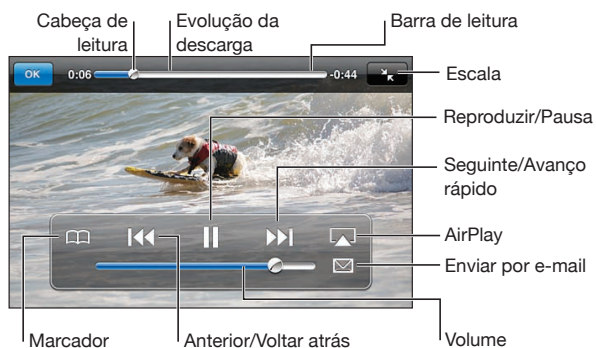 Cabeça de
leitura
Evolução da
descarga
Barra de leitura
OK
0:06
-0:44
Escala
Reproduzir/Pausa
Seguinte/Avanço
rápido
AirPlay
Enviar por e-mail
Marcador
Anterior/Voltar atrás
Volume